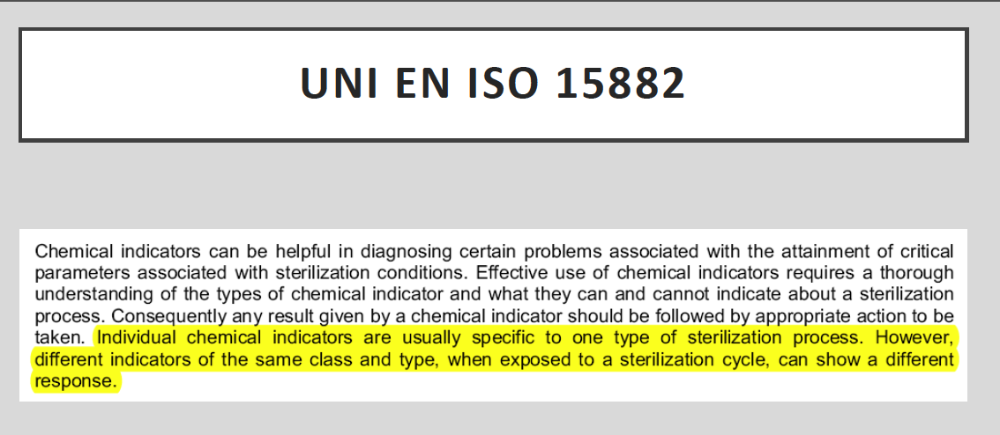 UNI EN ISO 15882
Chemical indicators can be helpful in diagnosing certain problems associated with the attainment of critical
parameters associated with sterilization conditions. Effective use of chemical indicators requires a thorough
understanding of the types of chemical indicator and what they can and cannot indicate about a sterilization
process. Consequently any result given by a chemical indicator should be followed by appropriate action to be
taken. Individual chemical indicators are usually specific to one type of sterilization process. However,
different indicators of the same class and type, when exposed to a sterilization cycle, can show a different
response.